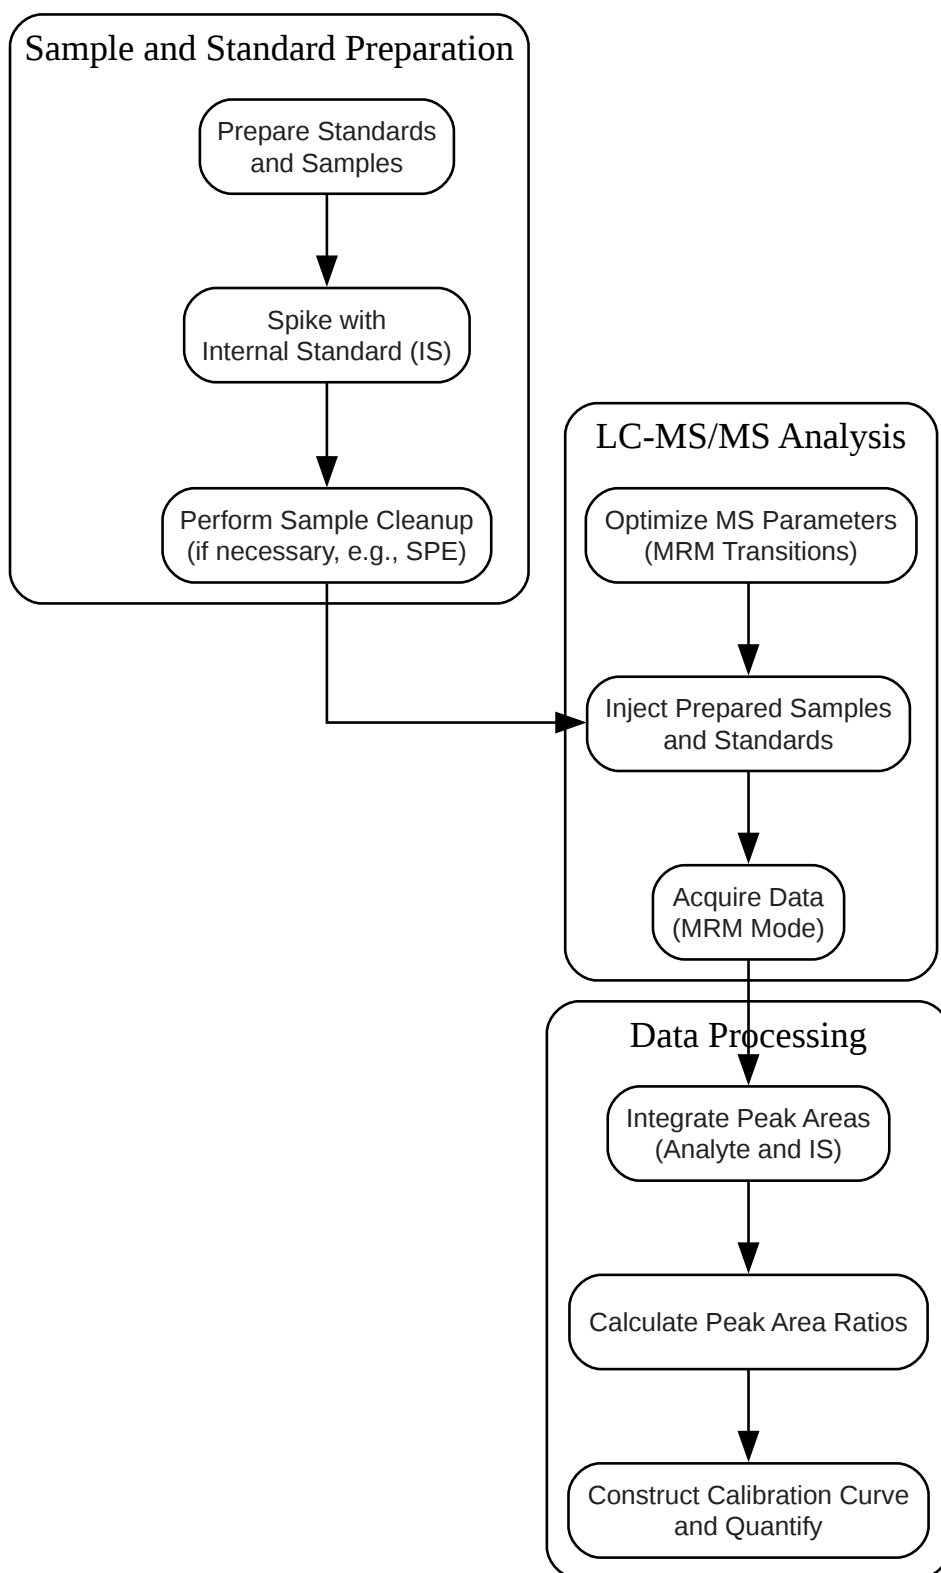 Sample and Standard Preparation
Prepare Standards
and Samples
Spike with
Internal Standard (IS)
Perform Sample Cleanup
(if necessary, e.g., SPE)
LC-MS/MS Analysis
Optimize MS Parameters
(MRM Transitions)
Inject Prepared Samples
and Standards
Acquire Data
(MRM Mode)
Data Processing
Integrate Peak Areas
(Analyte and IS)
Calculate Peak Area Ratios
Construct Calibration Curve
and Quantify